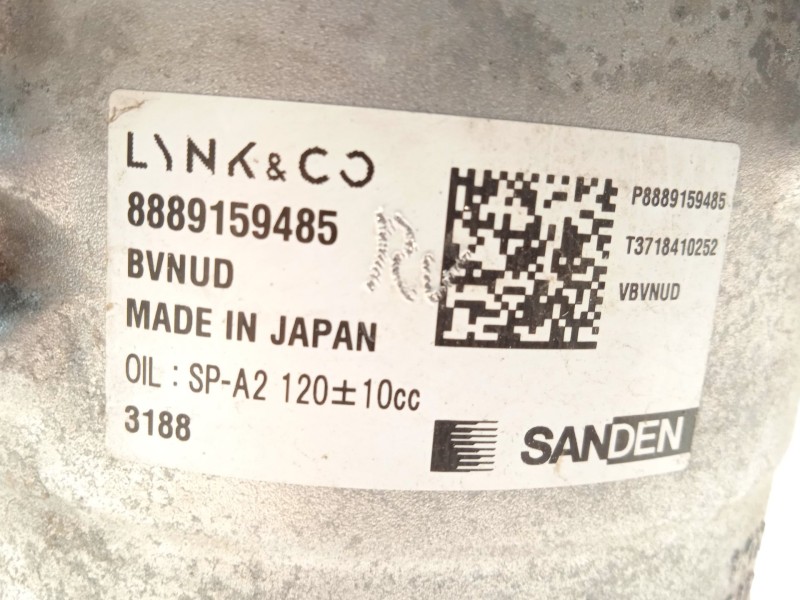 LYNK & CO
8889159485
BVNUD
MADE IN JAPAN
OIL : SP-A2 120±10cc
3188
P8889159485
T3718410252
VBVNUD
SANDEN